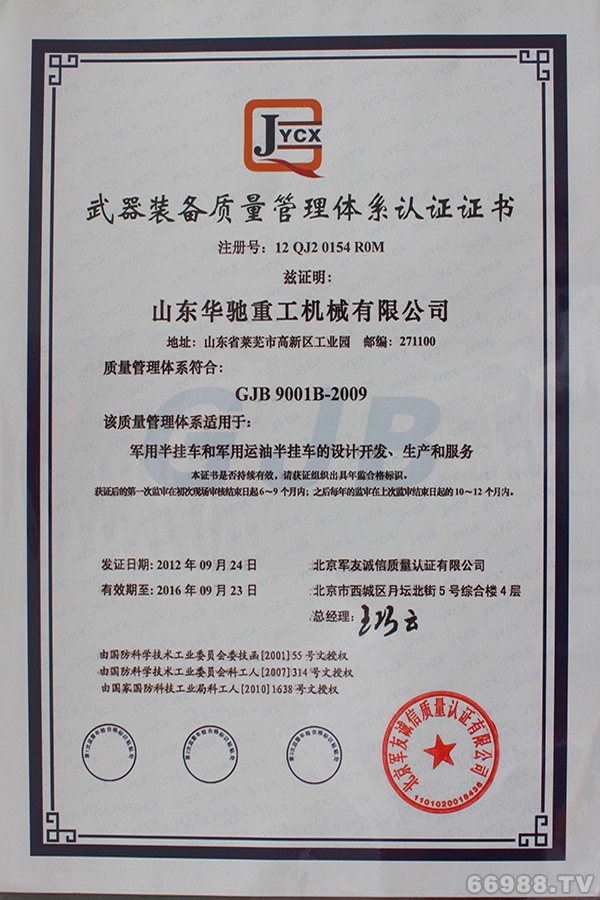 JYCX
武器装备质量管理体系认证证书
注册号：12 QJ2 0154 R0M
兹证明：
山东华驰重工机械有限公司
地址：山东省莱芜市高新区工业园 邮编：271100
质量管理体系符合：
GJB 9001B-2009
该质量管理体系适用于：
军用半挂车和军用运油半挂车的设计开发、生产和服务
本证书是否持续有效，请获证组织出具年监合格标识。
获证后的第一次监审在初次现场审核结束日起6～9个月内；之后每年的监审在上次监审结束日起的10～12个月内。
GJB
发证日期：2012年09月24日
有效期至：2016年09月23日
北京军友诚信质量认证有限公司
北京市西城区月坛北街5号综合楼4层
总经理：
由国防科学技术工业委员会委技函[2001]55号文授权
由国防科学技术工业委员会科工人[2007]314号文授权
由国家国防科技工业局科工人[2010]1638号文授权
北京军友诚信质量认证有限公司
1101020018436
66988.TV